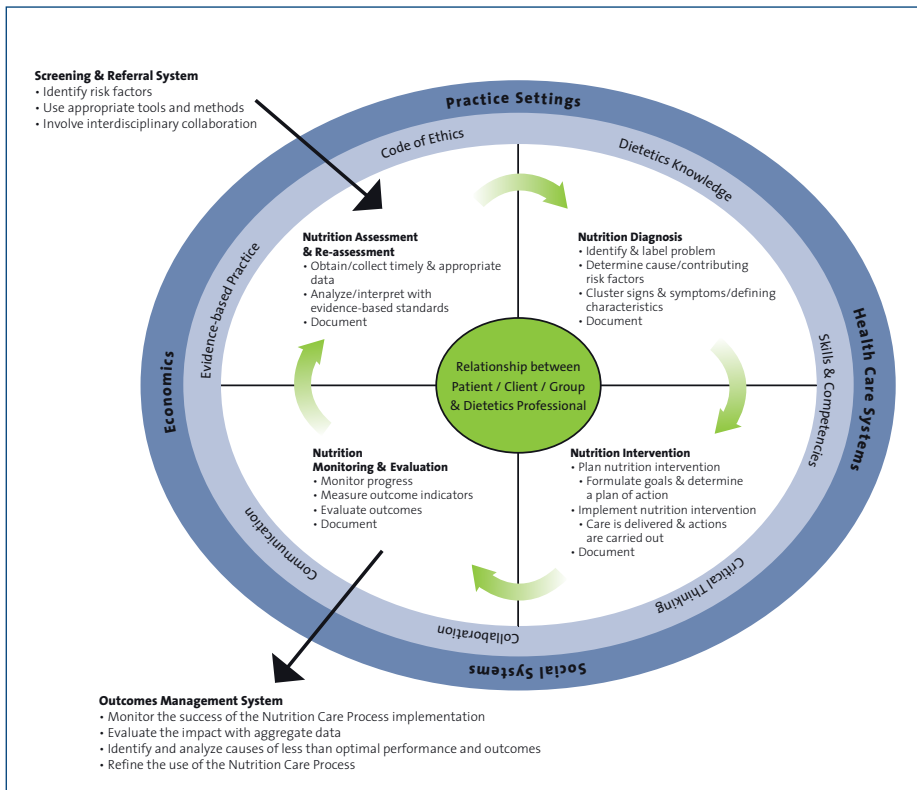 Screening & Referral System
• Identify risk factors
• Use appropriate tools and methods
• Involve interdisciplinary collaboration
Practice Settings
Code of Ethics
Dietetics Knowledge
Nutrition Assessment
& Re-assessment
• Obtain/collect timely & appropriate
data
• Analyze/interpret with
evidence-based standards
• Document
Nutrition Diagnosis
• Identify & label problem
• Determine cause/contributing
risk factors
• Cluster signs & symptoms/defining
characteristics
• Document
Evidence-based Practice
Economics
Relationship between
Patient / Client / Group
& Dietetics Professional
Skills & Competencies
Health Care Systems
Nutrition
Monitoring & Evaluation
• Monitor progress
• Measure outcome indicators
• Evaluate outcomes
• Document
Nutrition Intervention
• Plan nutrition intervention
• Formulate goals & determine
a plan of action
• Implement nutrition intervention
• Care is delivered & actions
are carried out
• Document
Communication
Critical Thinking
Collaboration
Social Systems
Outcomes Management System
• Monitor the success of the Nutrition Care Process implementation
• Evaluate the impact with aggregate data
• Identify and analyze causes of less than optimal performance and outcomes
• Refine the use of the Nutrition Care Process